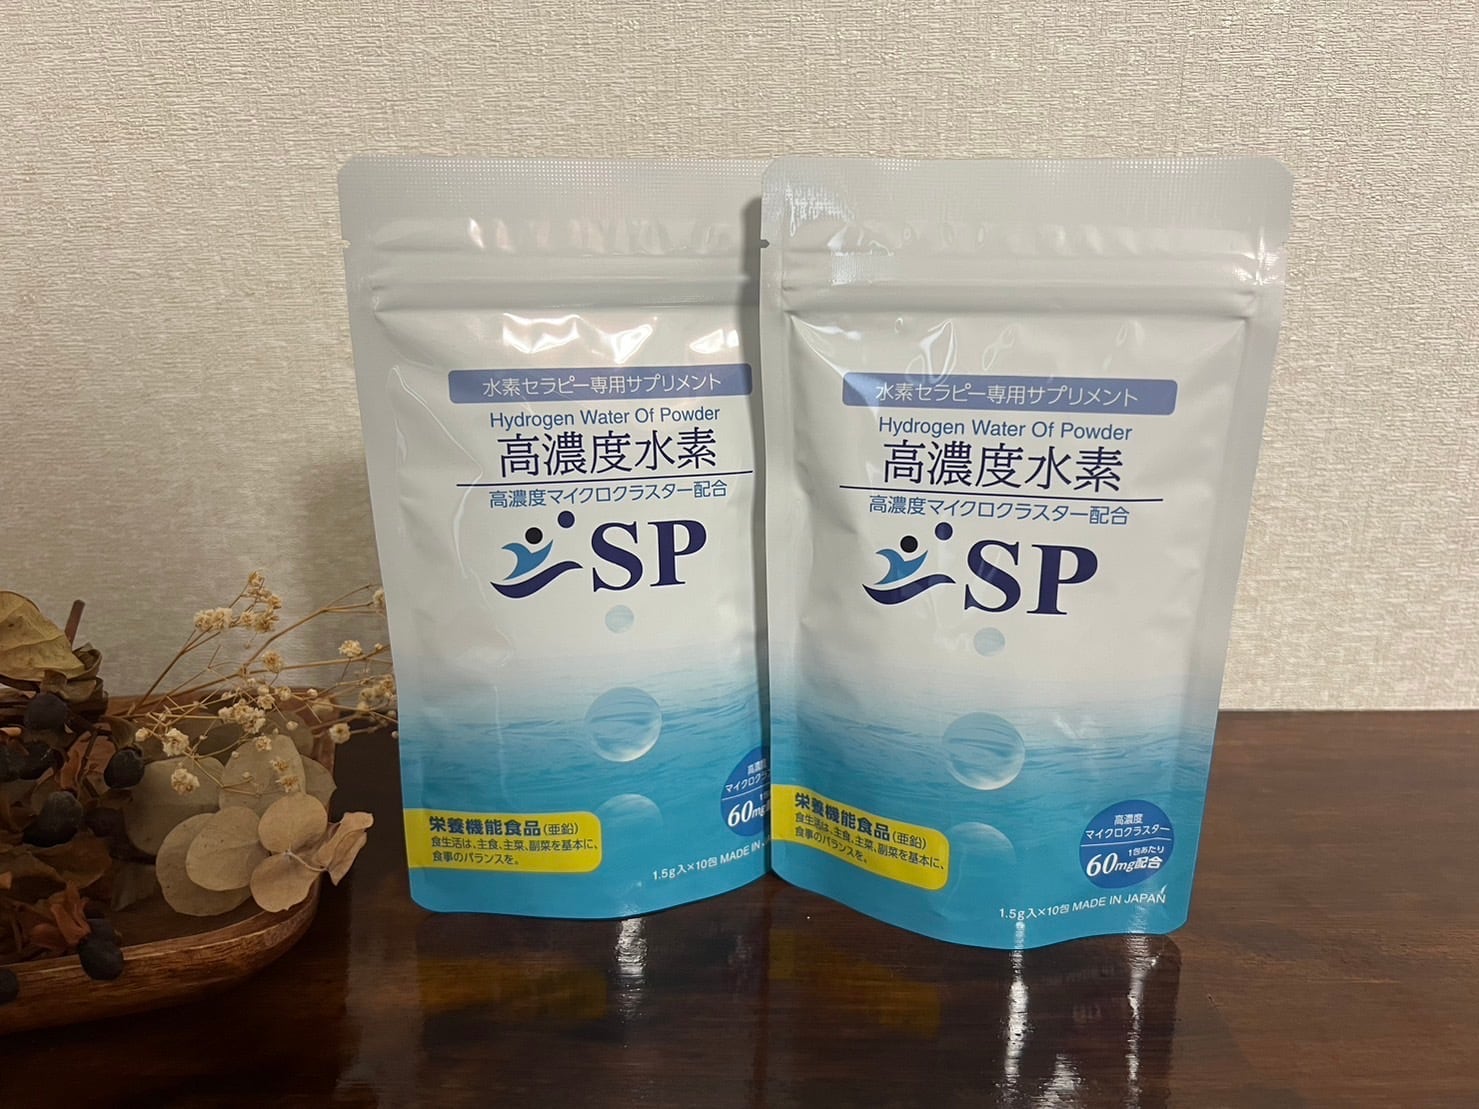 水素セラピー専用サプリメント
Hydrogen Water Of Powder
高濃度水素
高濃度マイクロクラスター配合
SP
栄養機能食品(亜鉛)
食生活は、主食、主菜、副菜を基本に、
食事のバランスを。
マイクロクラ
60mg
1.5g入×10包 MADE IN
水素セラピー専用サプリメント
Hydrogen Water Of Powder
高濃度水素
高濃度マイクロクラスター配合
SP
栄養機能食品(亜鉛)
食生活は、主食、主菜、副菜を基本に、
食事のバランスを。
高濃度
マイクロクラスター
1包あたり
60mg配合
1.5g入×10包 MADE IN JAPAN